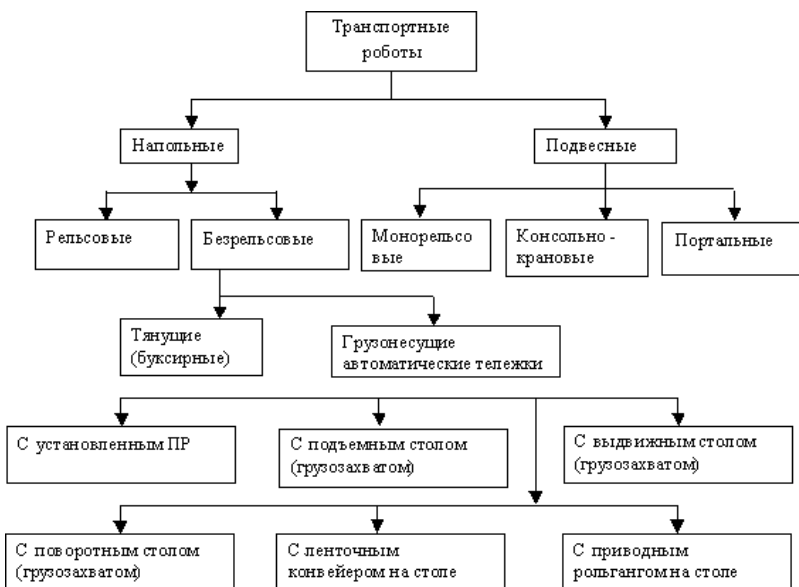 Транспортные
роботы
Напольные
Подвесные
Рельсовые
Безрельсовые
Монорельсо
вые
Консольно -
крановые
Портальные
Тянущие
(буксирные)
Грузонесущие
автоматические тележки
С установленным ПР
С подъемным столом
(грузозахватом)
С выдвижным столом
(грузозахватом)
С поворотным столом
(грузозахватом)
С ленточным
конвейером на столе
С приводным
рольгангом на столе